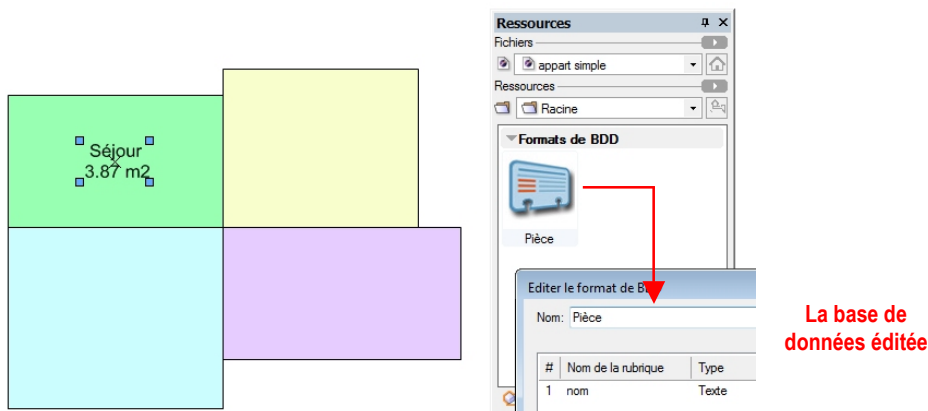 Séjour
3.87 m2
Ressources
Fichiers
appart simple
Ressources
Racine
Formats de BDD
Pièce
Editer le format de BDD
Nom: Pièce
# Nom de la rubrique Type
1 nom Texte
La base de
données éditée